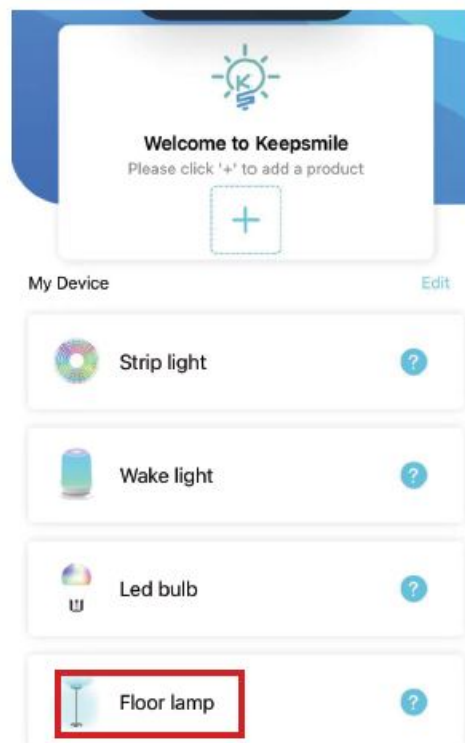 K
Welcome to Keepsmile
Please click '+' to add a product
+
My Device
Edit
Strip light
?
Wake light
?
Led bulb
?
Floor lamp
?